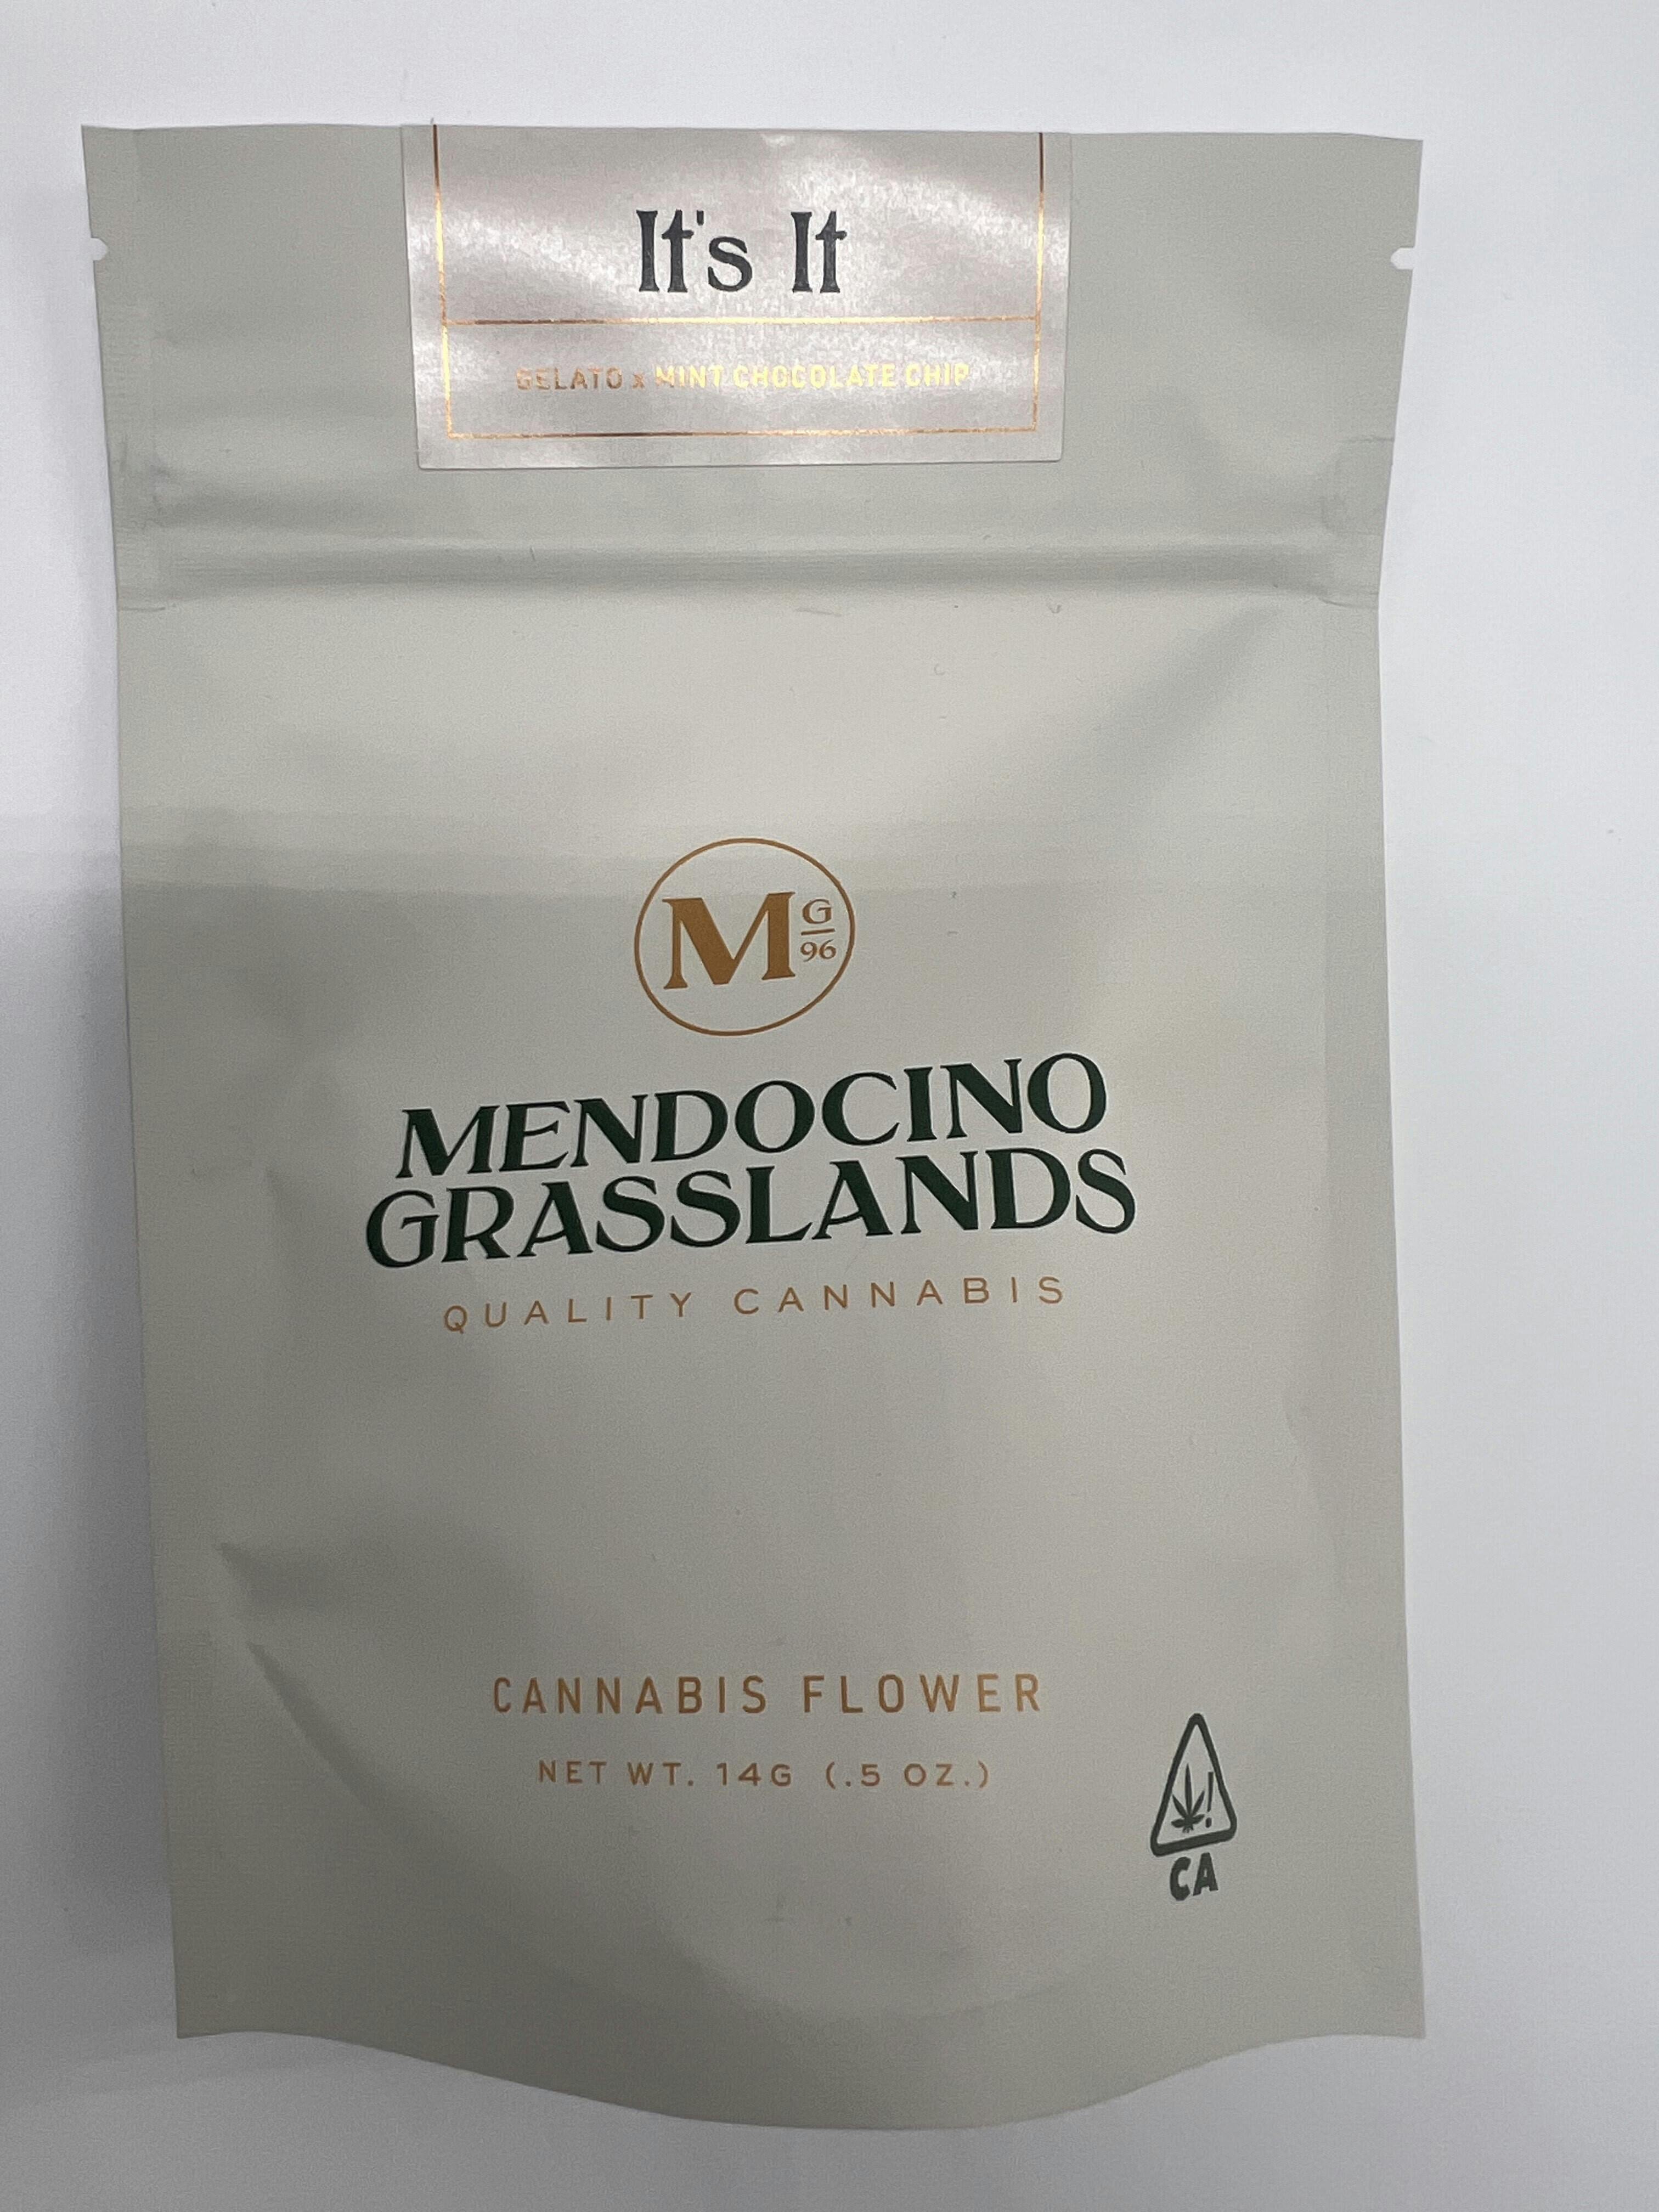 It's It
GELATO x MINT CHOCOLATE CHIP
M G 96
MENDOCINO
GRASSLANDS
QUALITY CANNABIS
CANNABIS FLOWER
NET WT. 14G (.5 OZ.)
!
CA